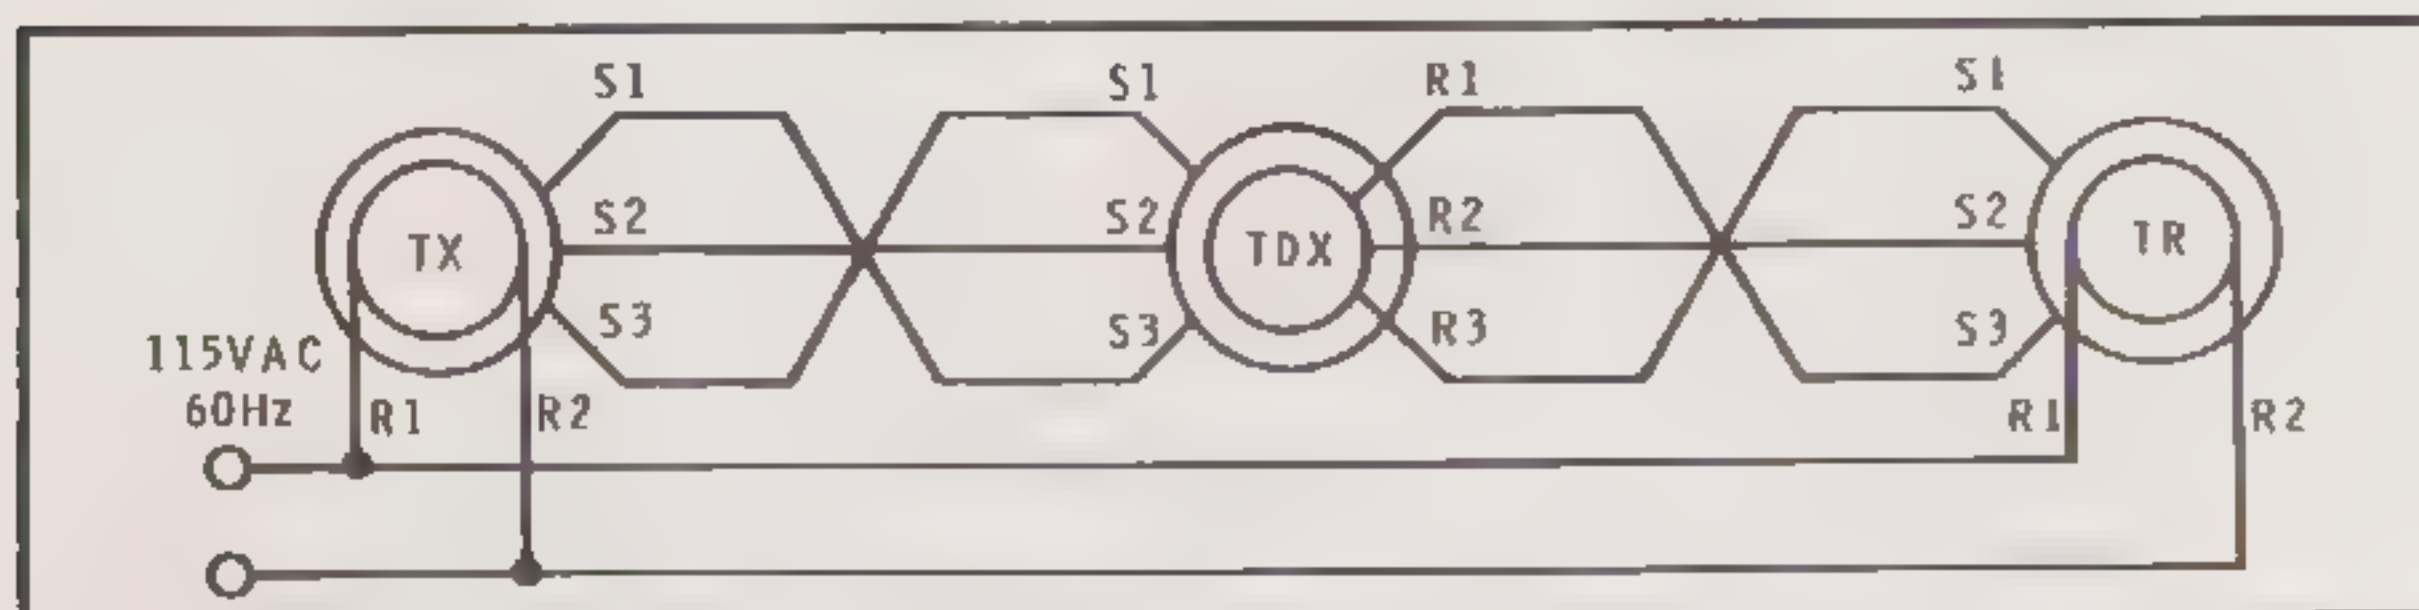 S1 S1 R1 S1
S2 S2 R2 S2
TX TDX TR
S3 S3 R3 S3
115VAC
60Hz R1 R2 R1 R2